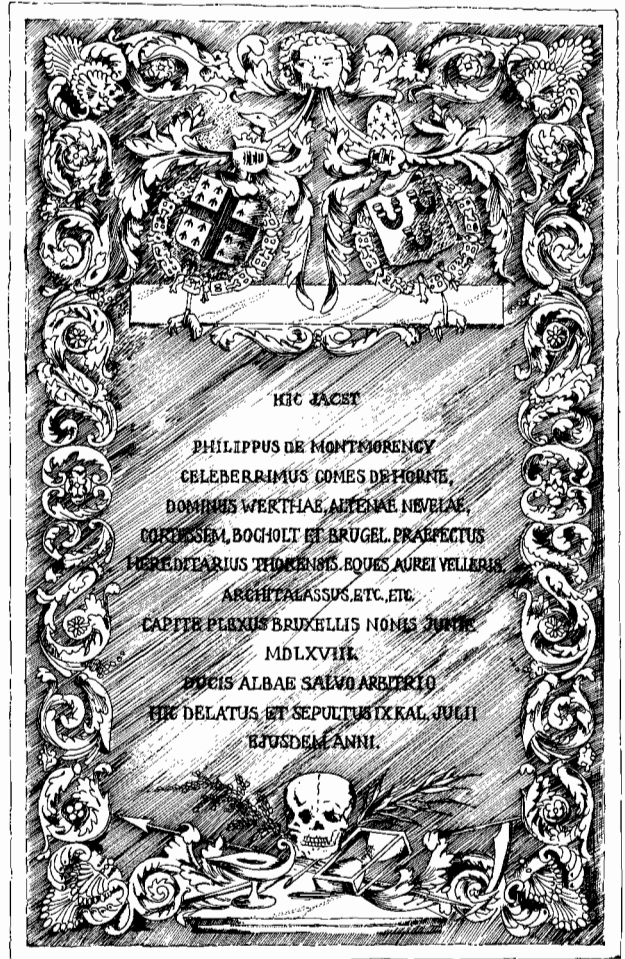 HIC JACET
PHILIPPUS DE MONTMORENCY
CELEBERRIMUS COMES DE HORNE,
DOMINUS WERTHAE, ALTENAE NEVELAE,
CORTESSEM, BOCHOLT ET BRUGEL. PRAEFECTUS
HEREDITARIUS THORENSIS. EQUES AUREI VELLERIS.
ARCHITALASSUS, ETC., ETC.
CAPITE PLEXUS BRUXELLIS NONIS JUNIE
MDLXVIII.
DUCIS ALBAE SALVO ARBITRIO
HIC DELATUS ET SEPULTUS IX KAL. JULII
EJUSDEM ANNI.